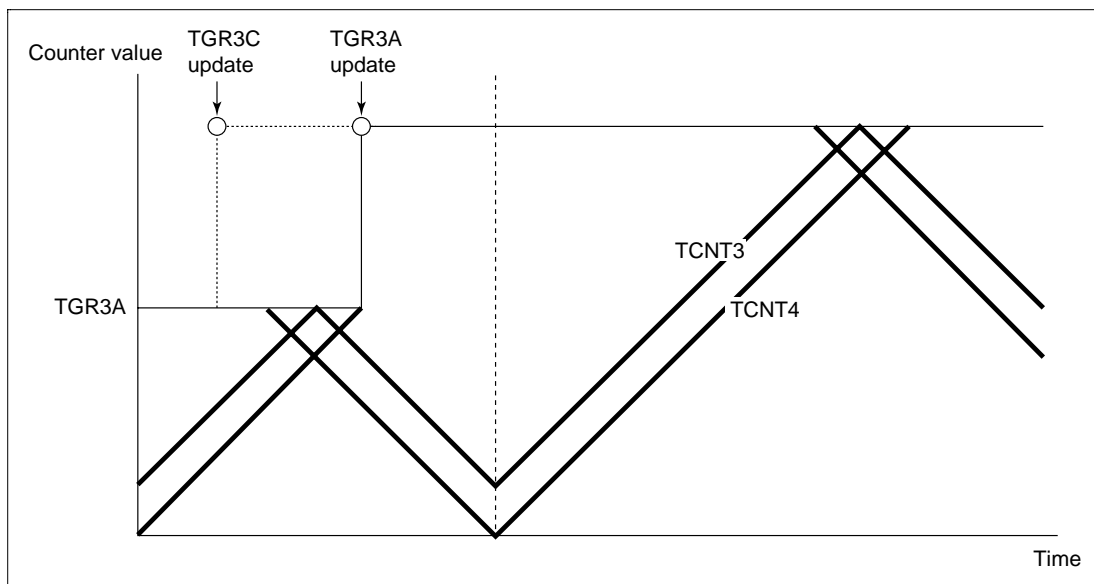 Counter value
TGR3C
update
TGR3A
update
TCNT3
TCNT4
TGR3A
Time